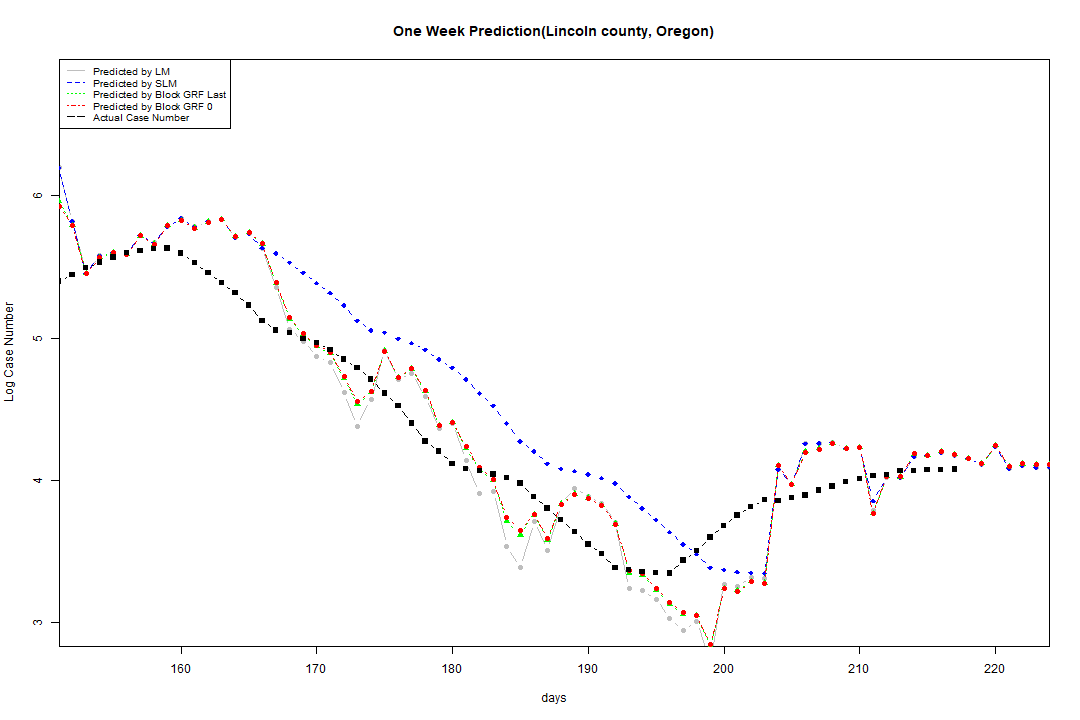 One Week Prediction(Lincoln county, Oregon)
Predicted by LM
Predicted by SLM
Predicted by Block GRF Last
Predicted by Block GRF 0
Actual Case Number
Log Case Number
6
5
4
3
160 170 180 190 200 210 220
days